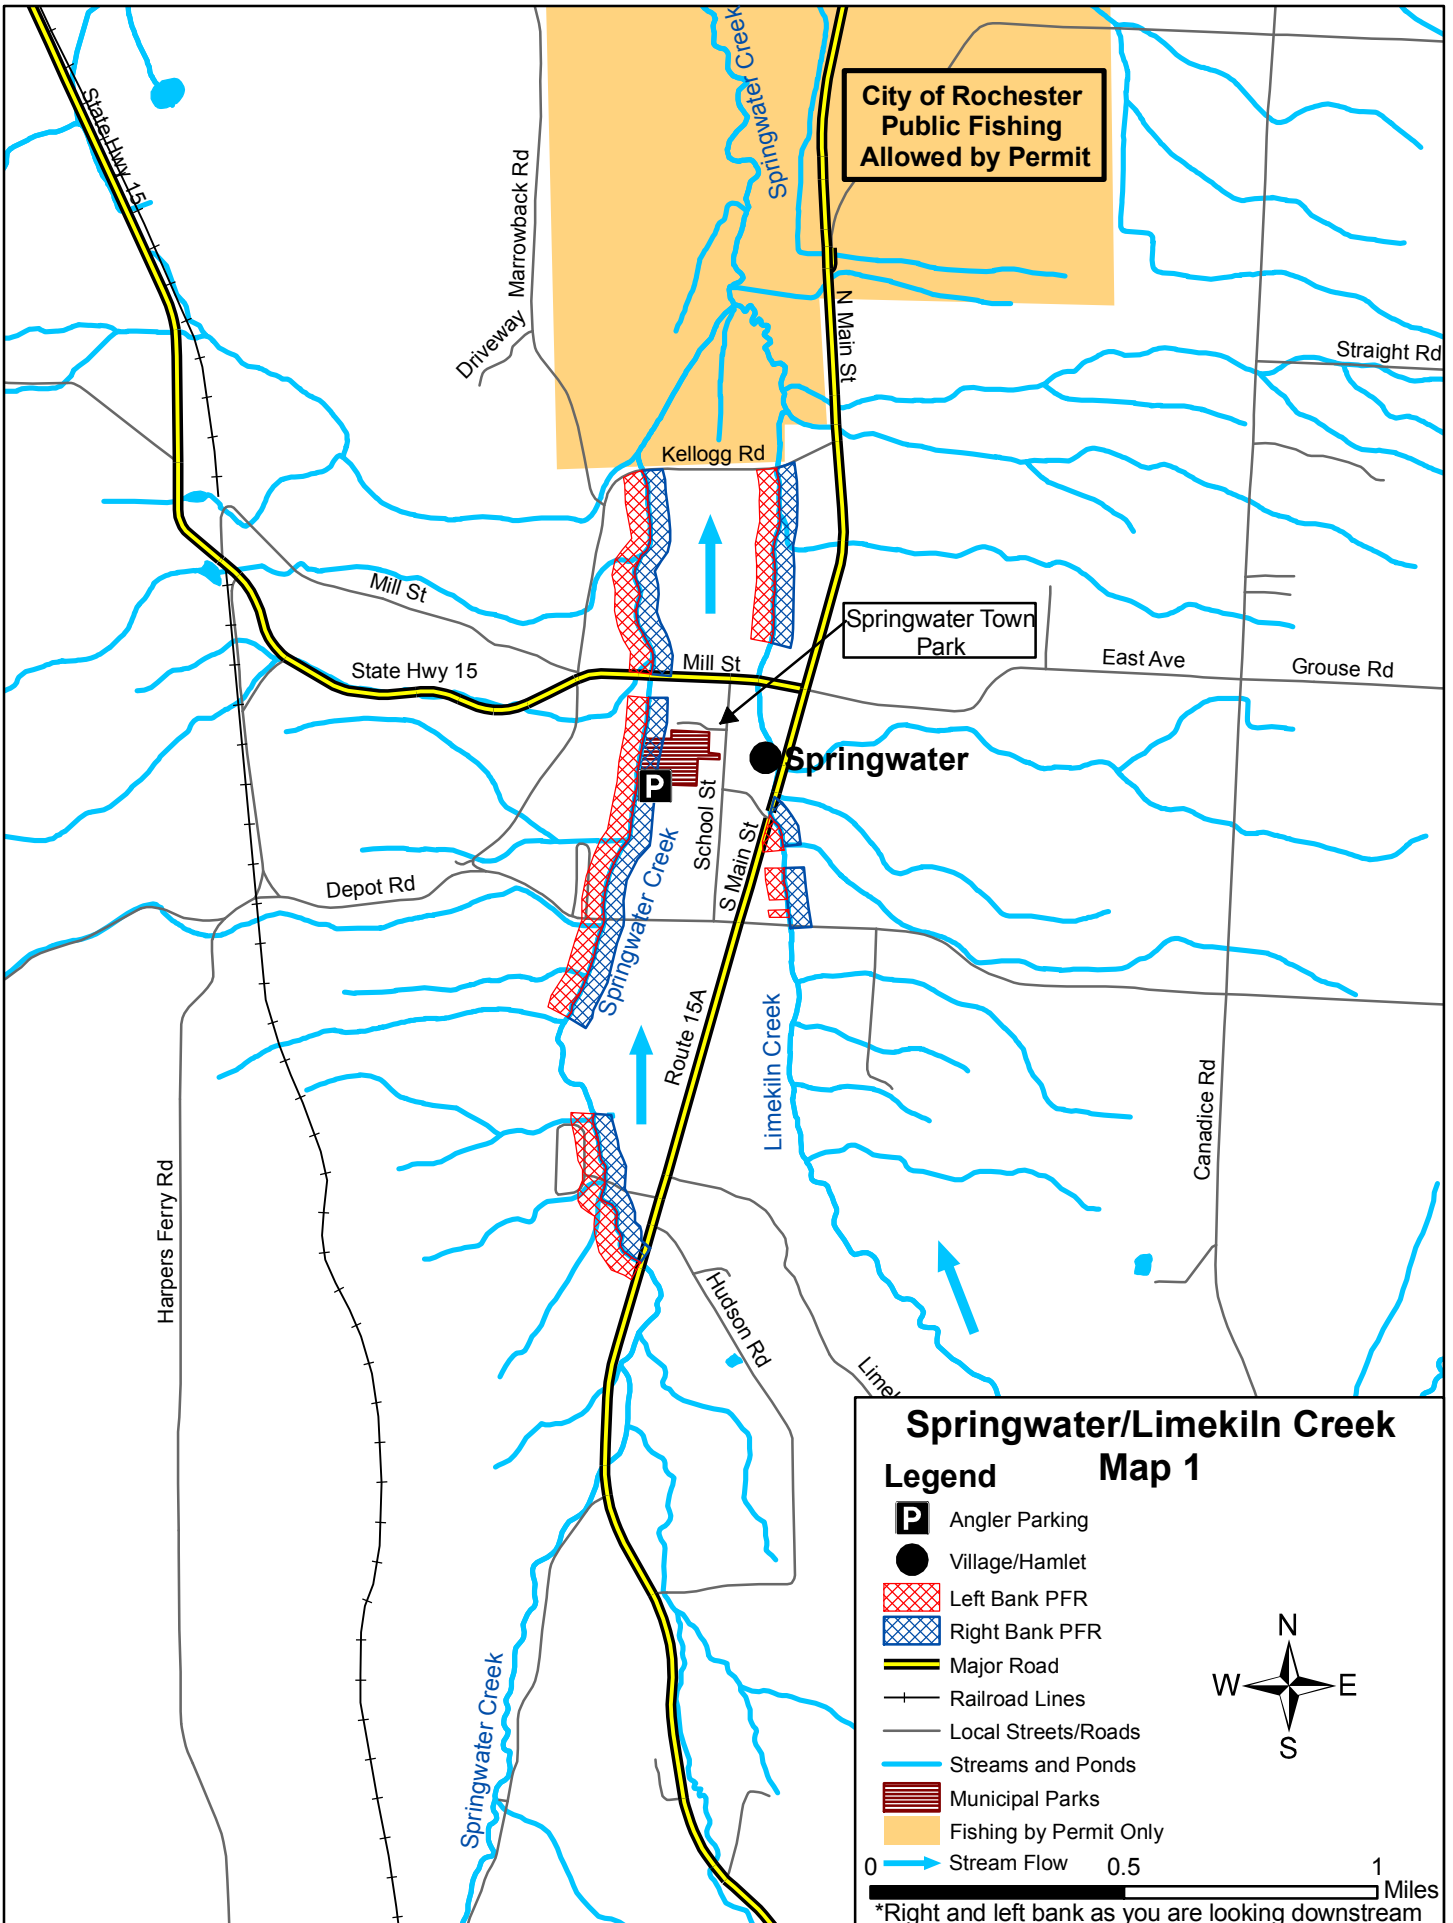 Springwater Creek
City of Rochester
Public Fishing
Allowed by Permit
State Hwy 15
Marrowback Rd
Driveway
N Main St
Straight Rd
Kellogg Rd
Mill St
Springwater Town
Park
State Hwy 15
Mill St
East Ave
Grouse Rd
Springwater
P
School St
S Main St
Depot Rd
Springwater Creek
Route 15A
Limekiln Creek
Canadice Rd
Harpers Ferry Rd
Hudson Rd
Springwater Creek
Springwater/Limekiln Creek
Map 1
Legend
P Angler Parking
Village/Hamlet
Left Bank PFR
Right Bank PFR
Major Road
Railroad Lines
Local Streets/Roads
Streams and Ponds
Municipal Parks
Fishing by Permit Only
Stream Flow
N
W E
S
0 0.5 1
Miles
*Right and left bank as you are looking downstream